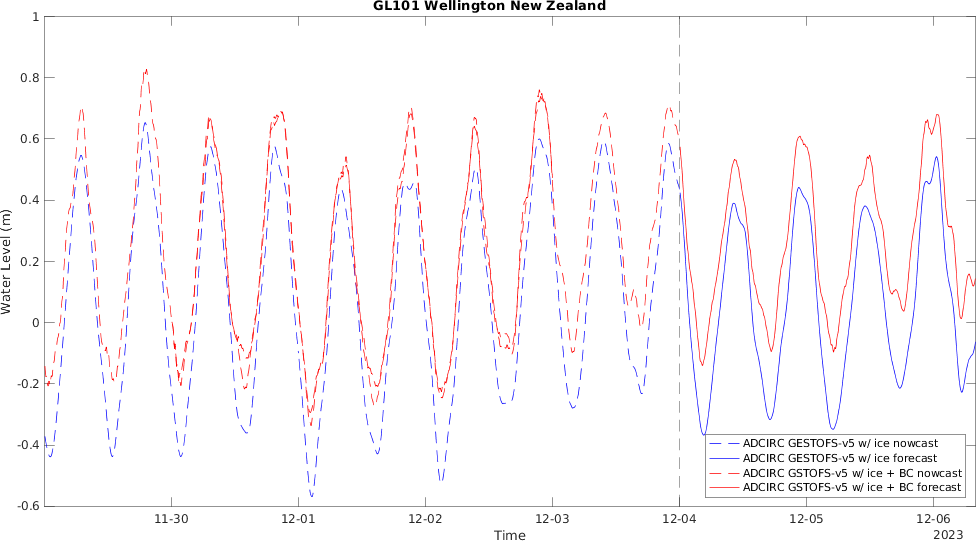 GL101 Wellington New Zealand
1
0.8
0.6
0.4
0.2
0
-0.2
-0.4
-0.6
Water Level (m)
ADCIRC GESTOFS-v5 w/ ice nowcast
ADCIRC GESTOFS-v5 w/ ice forecast
ADCIRC GSTOFS-v5 w/ ice + BC nowcast
ADCIRC GSTOFS-v5 w/ ice + BC forecast
11-30 12-01 12-02 12-03 12-04 12-05 12-06
Time
2023